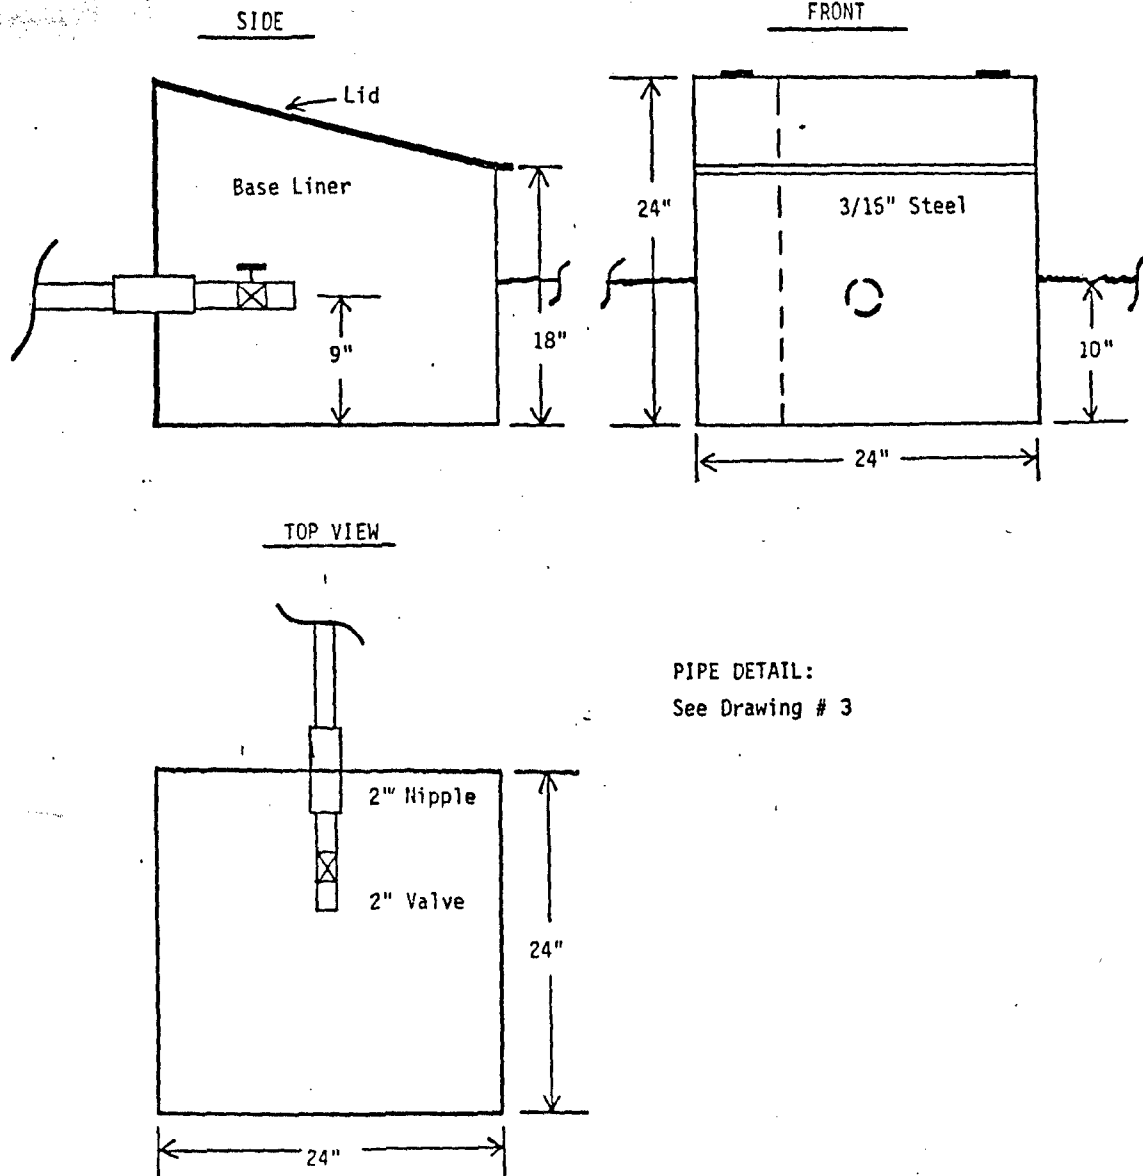 SIDE
FRONT
Lid
Base Liner
24"
3/15" Steel
9"
18"
10"
24"
TOP VIEW
PIPE DETAIL:
See Drawing # 3
2" Nipple
2" Valve
24"
24"